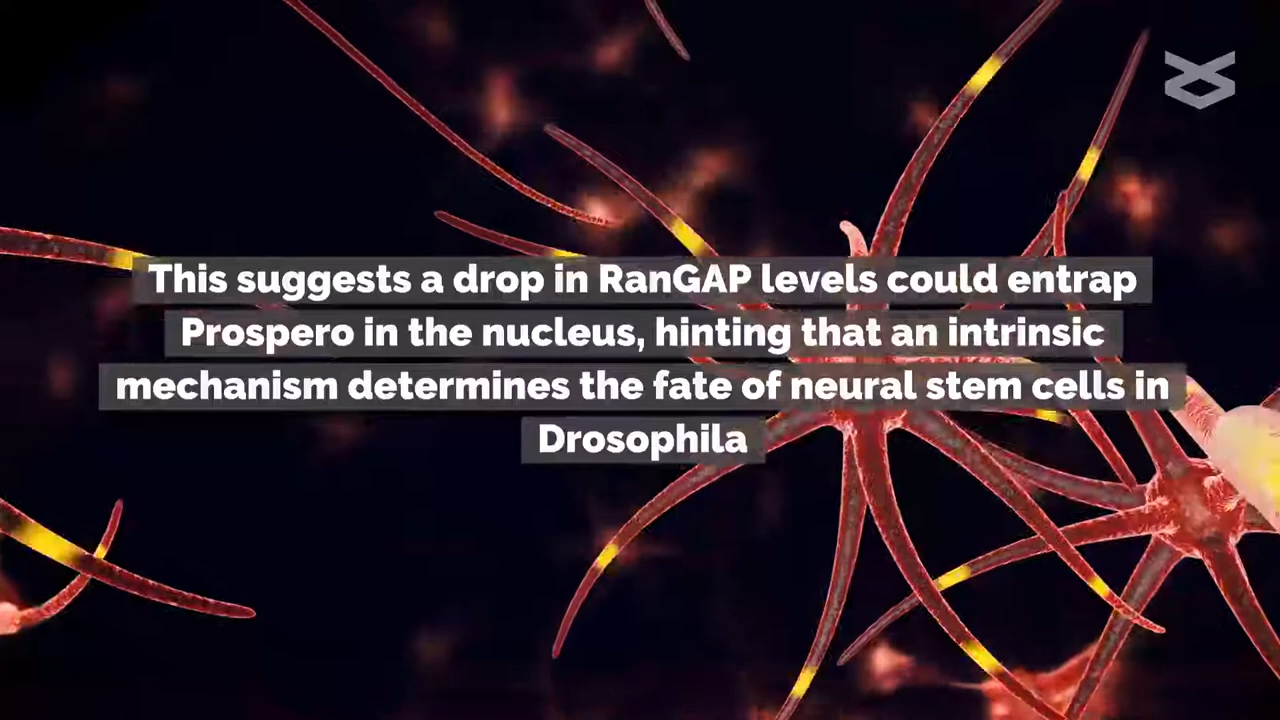 This suggests a drop in RanGAP levels could entrap
Prospero in the nucleus, hinting that an intrinsic
mechanism determines the fate of neural stem cells in
Drosophila